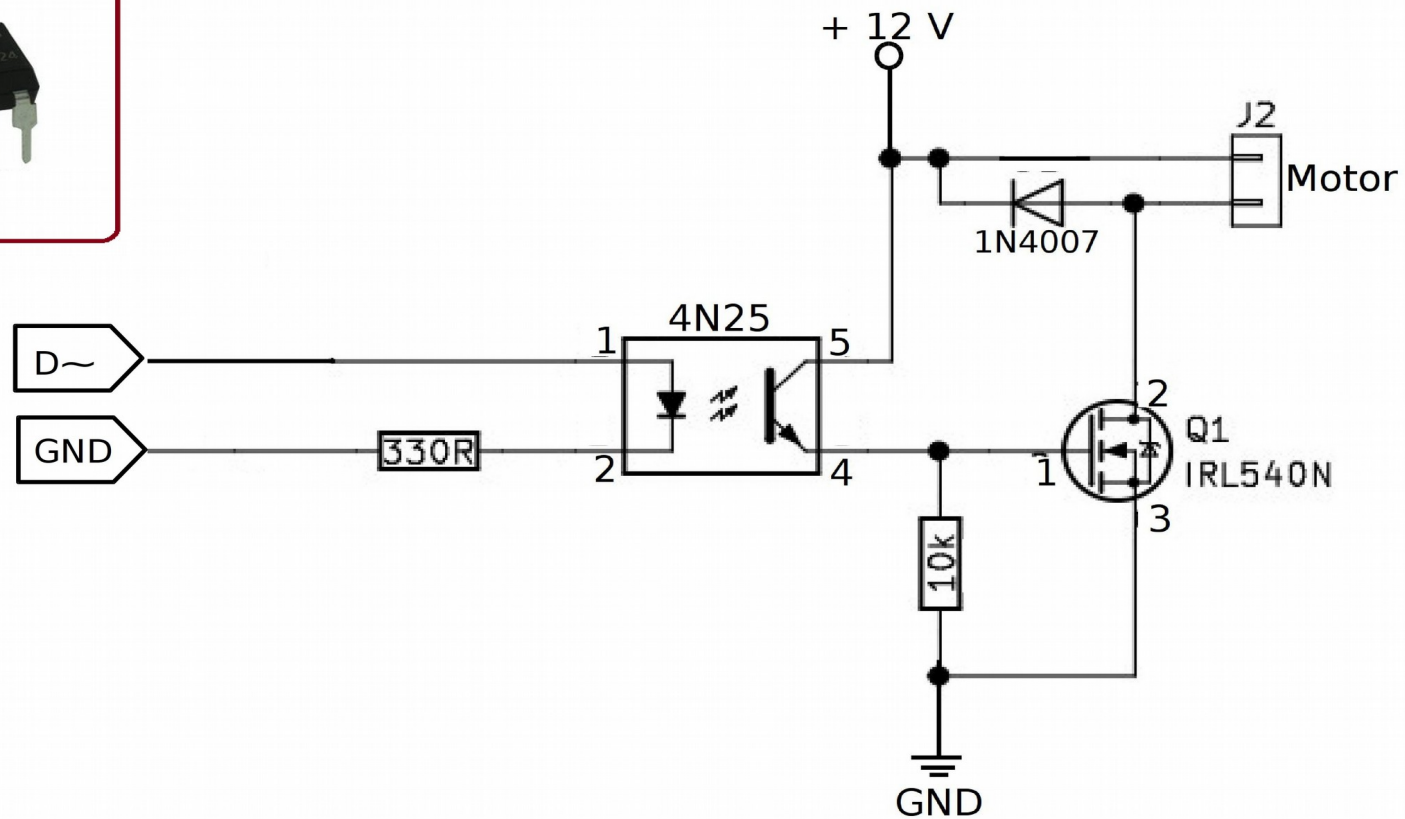 + 12 V
J2
Motor
1N4007
4N25
D~
1
5
GND
330R
2
4
1
2
Q1
IRL540N
3
10k
GND